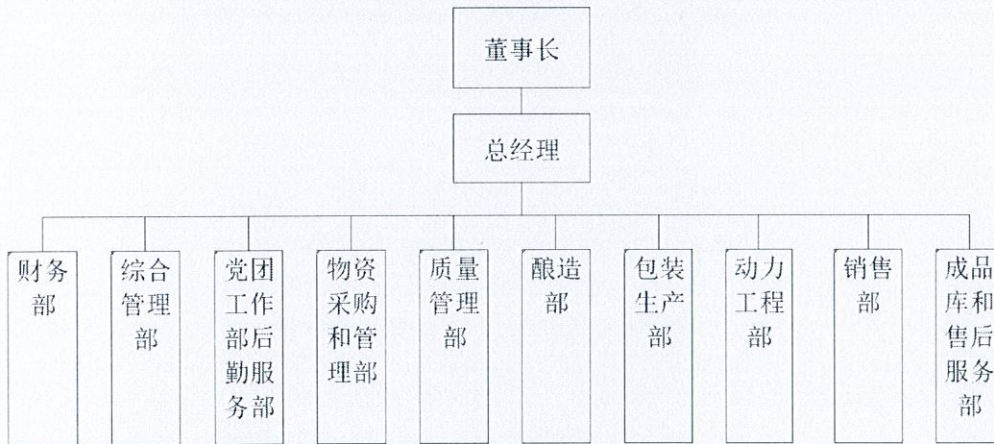 董事长
总经理
财务
部
综合
管理
部
党团
工作
部后
勤服
务部
物资
采购
和管
理部
质量
管理
部
酿造
部
包装
生产
部
动力
工程
部
销售
部
成品
库和
售后
服务
部